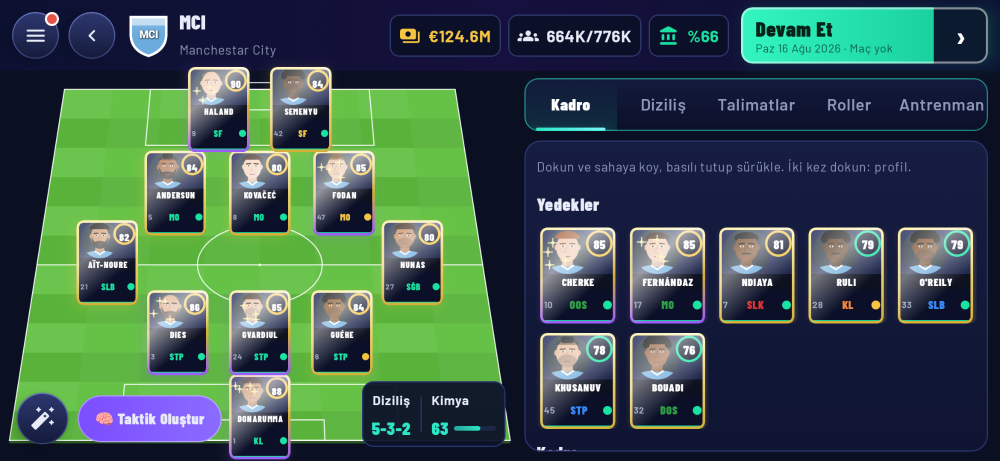 MCI
MCI
Manchestar City
€124.6M
664K/776K
%66
Devam Et
Paz 16 Ağu 2026 · Maç yok
Kadro
Diziliş
Talimatlar
Roller
Antrenman
Dokun ve sahaya koy, basılı tutup sürükle. İki kez dokun: profil.
Yedekler
90
HALAND
9 SF
84
SEMENYU
42 SF
84
ANDERSUN
5 MO
80
KOVAČEĆ
8 MO
85
FODAN
47 MO
82
AÏT-NOURE
21 SLB
80
NUNAS
27 SĞB
86
DIES
3 STP
85
GVARDIUL
24 STP
84
GUÉHE
6 STP
88
DONARUMMA
1 KL
Taktik Oluştur
Diziliş
5-3-2
Kimya
63
85
CHERKE
10 OOS
85
FERNÁNDAZ
17 MO
81
NDIAYA
7 SLK
79
RULI
28 KL
79
O'REILY
33 SLB
78
KHUSANUV
45 STP
76
BOUADI
32 DOS